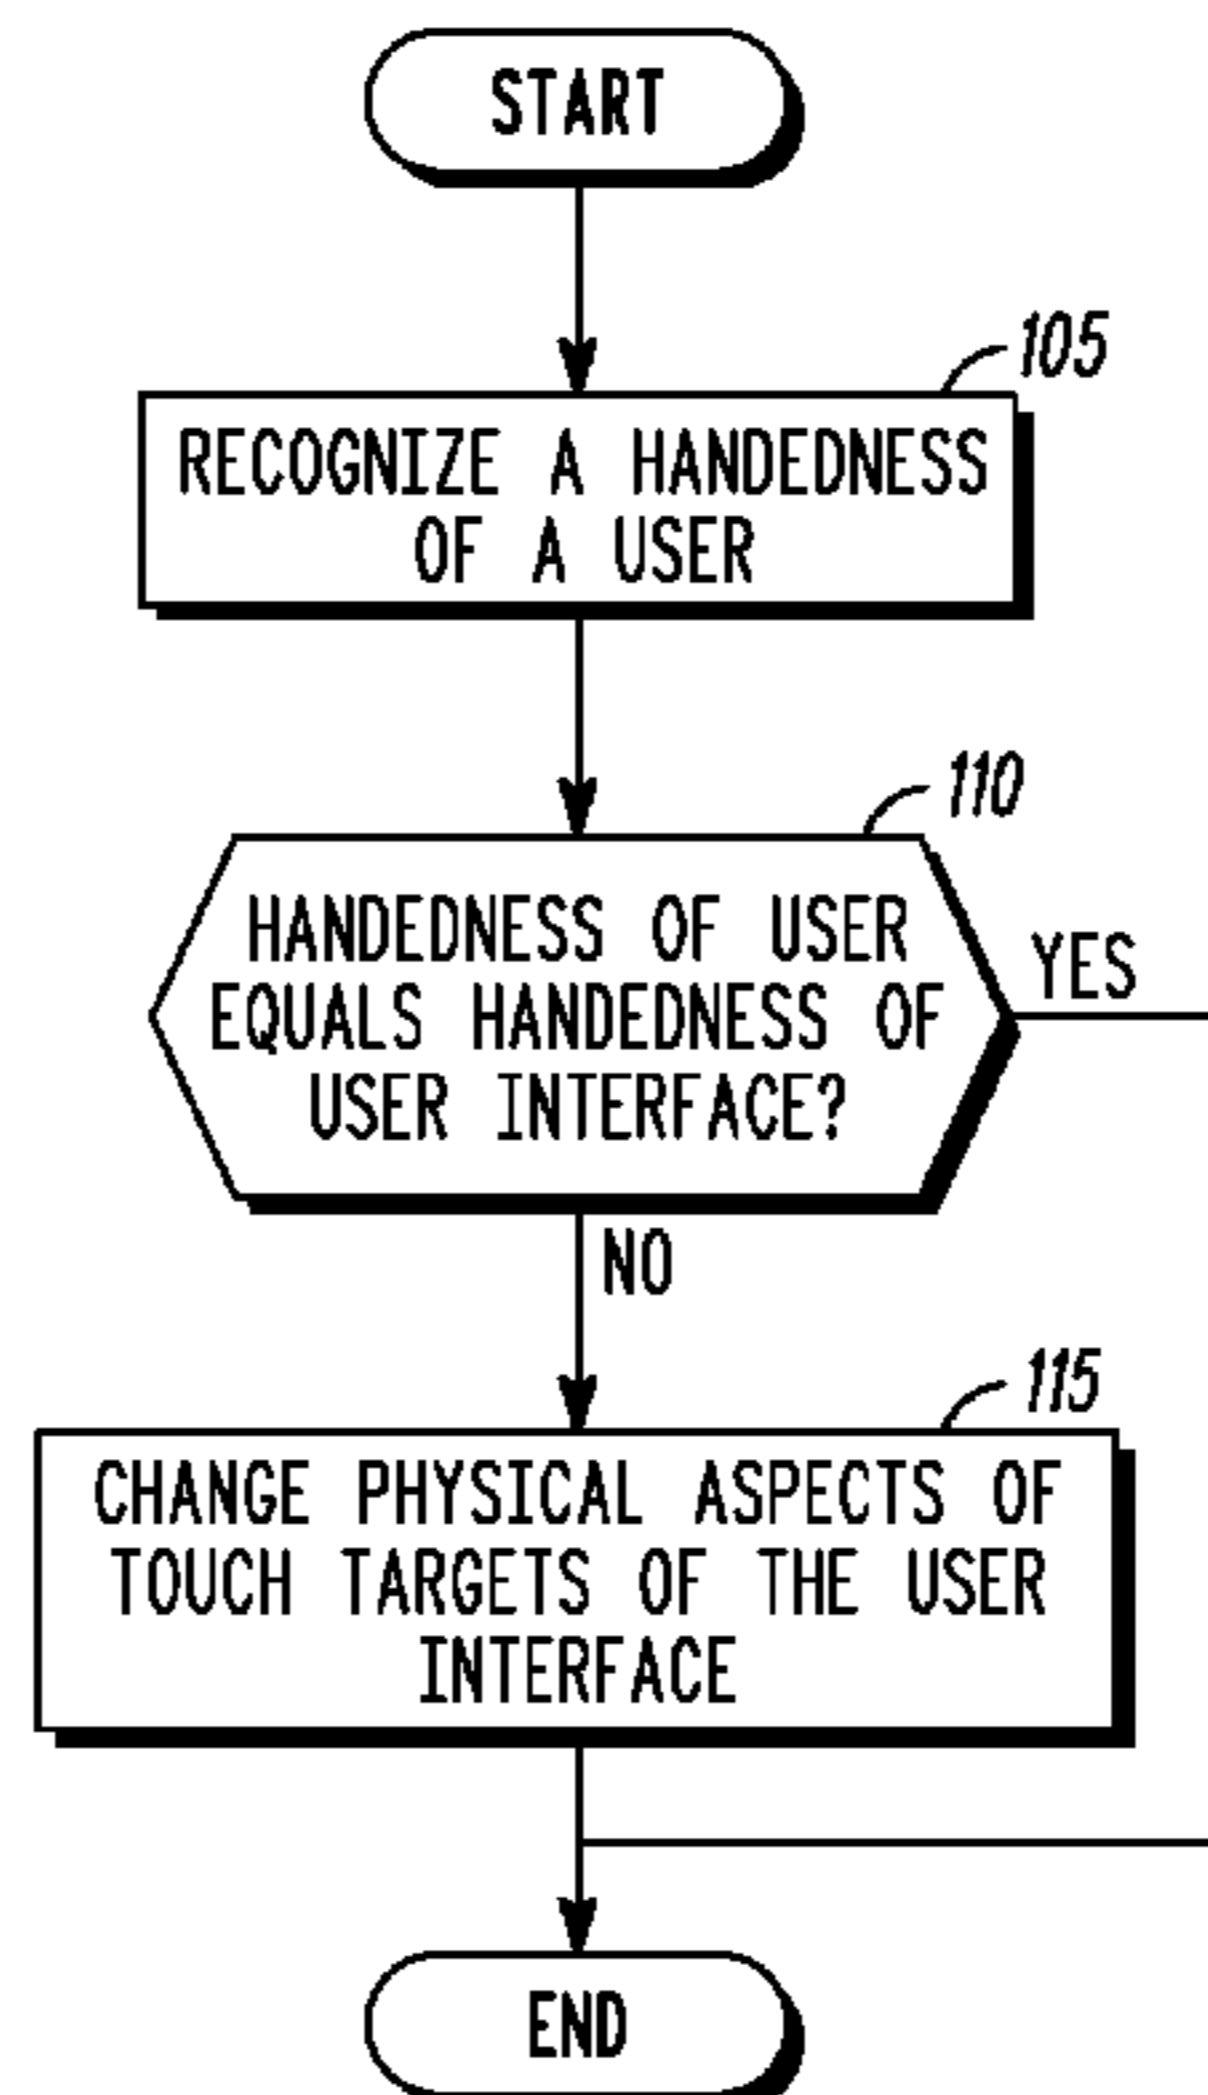 START
105
RECOGNIZE A HANDEDNESS
OF A USER
110
HANDEDNESS OF USER
EQUALS HANDEDNESS OF
USER INTERFACE?
YES
NO
115
CHANGE PHYSICAL ASPECTS OF
TOUCH TARGETS OF THE USER
INTERFACE
END